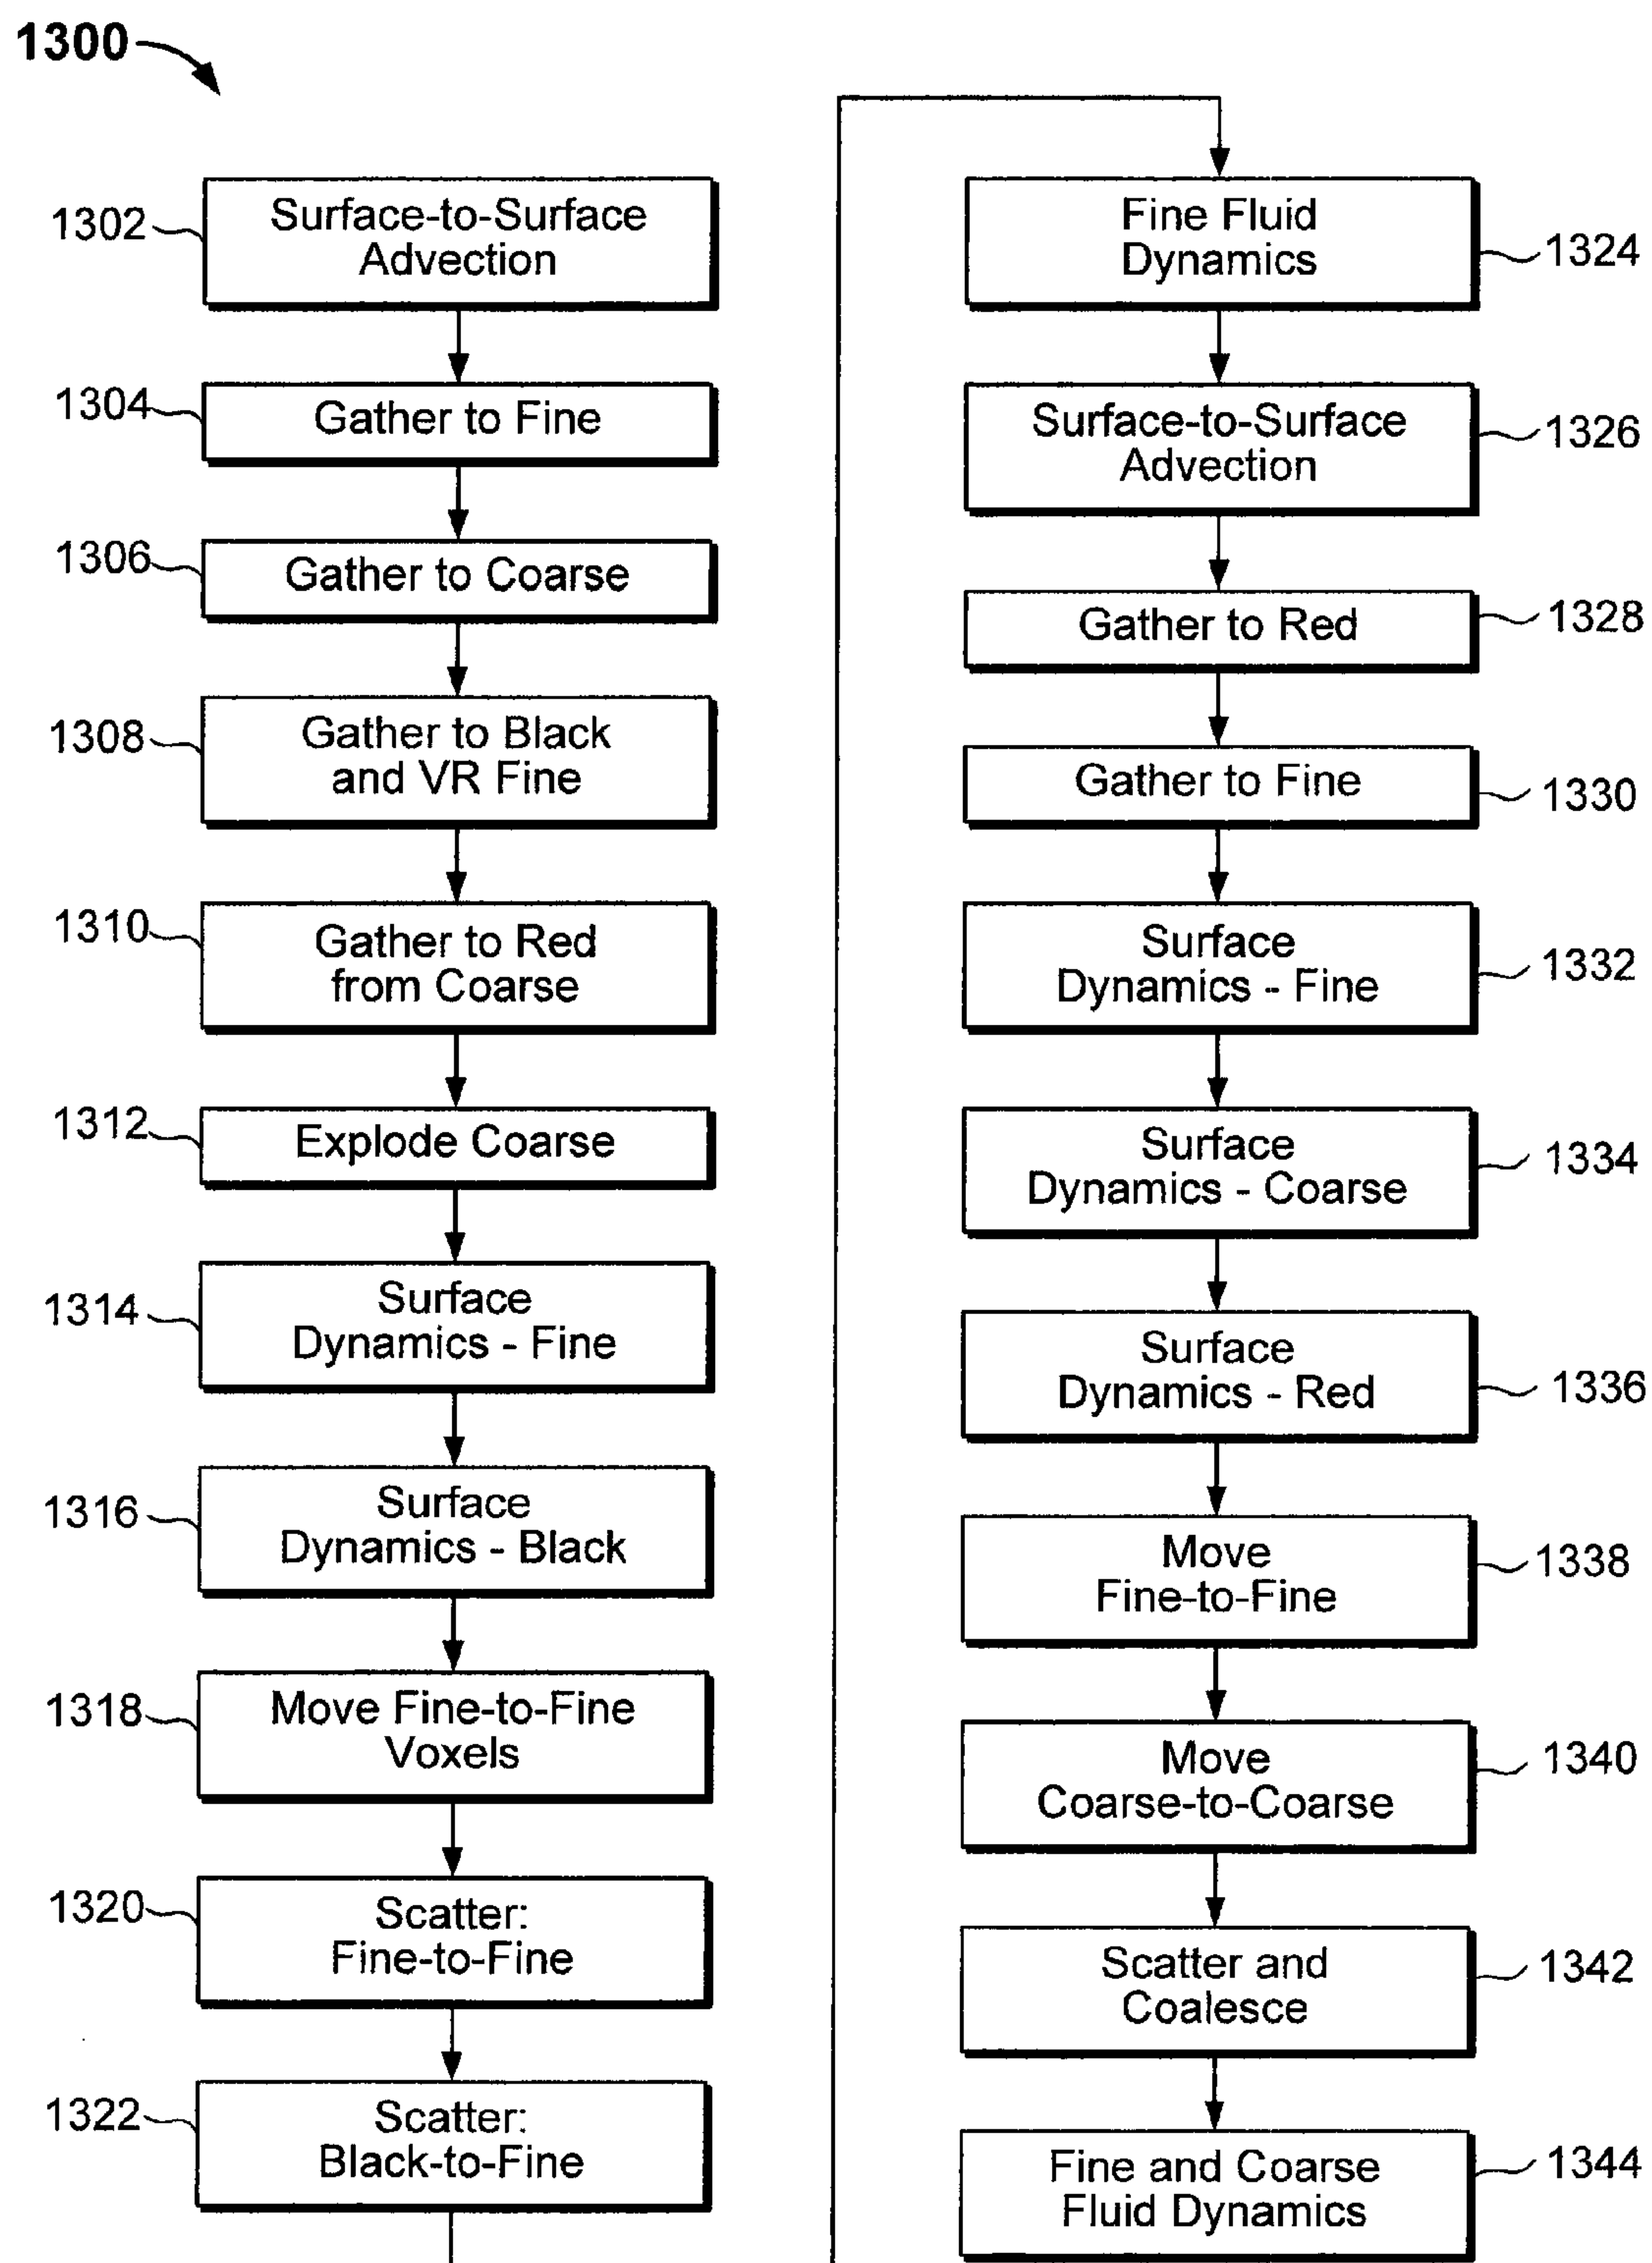 1300
1302
Surface-to-Surface
Advection
1304
Gather to Fine
1306
Gather to Coarse
1308
Gather to Black
and VR Fine
1310
Gather to Red
from Coarse
1312
Explode Coarse
1314
Surface
Dynamics - Fine
1316
Surface
Dynamics - Black
1318
Move Fine-to-Fine
Voxels
1320
Scatter:
Fine-to-Fine
1322
Scatter:
Black-to-Fine
Fine Fluid
Dynamics
1324
Surface-to-Surface
Advection
1326
Gather to Red
1328
Gather to Fine
1330
Surface
Dynamics - Fine
1332
Surface
Dynamics - Coarse
1334
Surface
Dynamics - Red
1336
Move
Fine-to-Fine
1338
Move
Coarse-to-Coarse
1340
Scatter and
Coalesce
1342
Fine and Coarse
Fluid Dynamics
1344